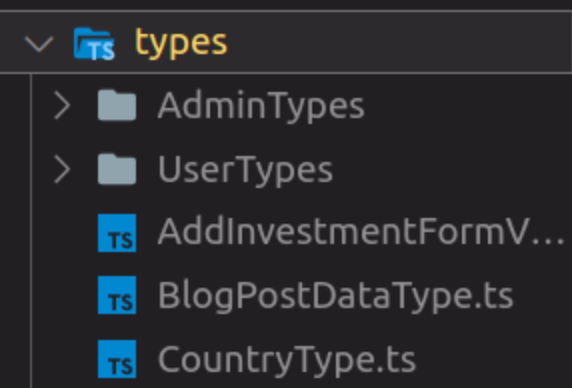 types
AdminTypes
UserTypes
AddInvestmentFormV...
BlogPostDataType.ts
CountryType.ts